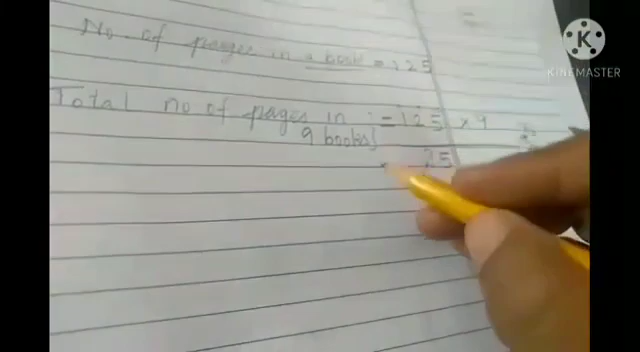 No. of pages in a book = 125
Total no of pages in } = 125 × 9
9 books
25
KINEMASTER